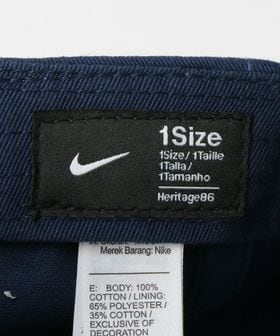 1Size
1Size / 1Taille
1Talla /
1Tamanho
Heritage86
Merek Barang: Nike
E: BODY: 100%
COTTON / LINING:
65% POLYESTER /
35% COTTON /
EXCLUSIVE OF
DECORATION